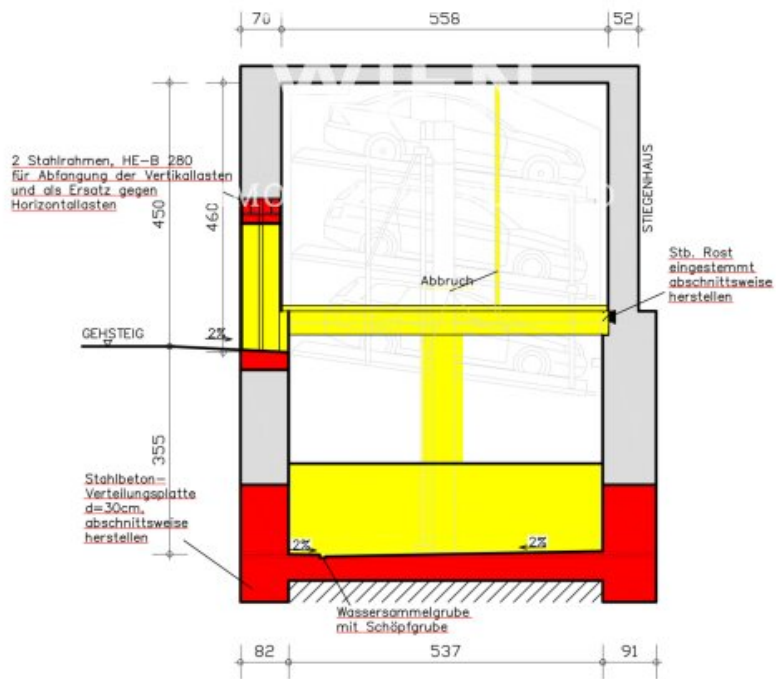 70
558
52
WIEN
2 Stahlrahmen, HE-B 280
für Abfangung der Vertikallasten
und als Ersatz gegen
Horizontallasten
450
460
STIEGENHAUS
Abbruch
Stb. Rost
eingestemmt
abschnittsweise
herstellen
GEHSTEIG
2%
355
Stahlbeton-
Verteilungsplatte
d=30cm,
abschnittsweise
herstellen
2%
2%
Wassersammelgrube
mit Schöpfgrube
82
537
91